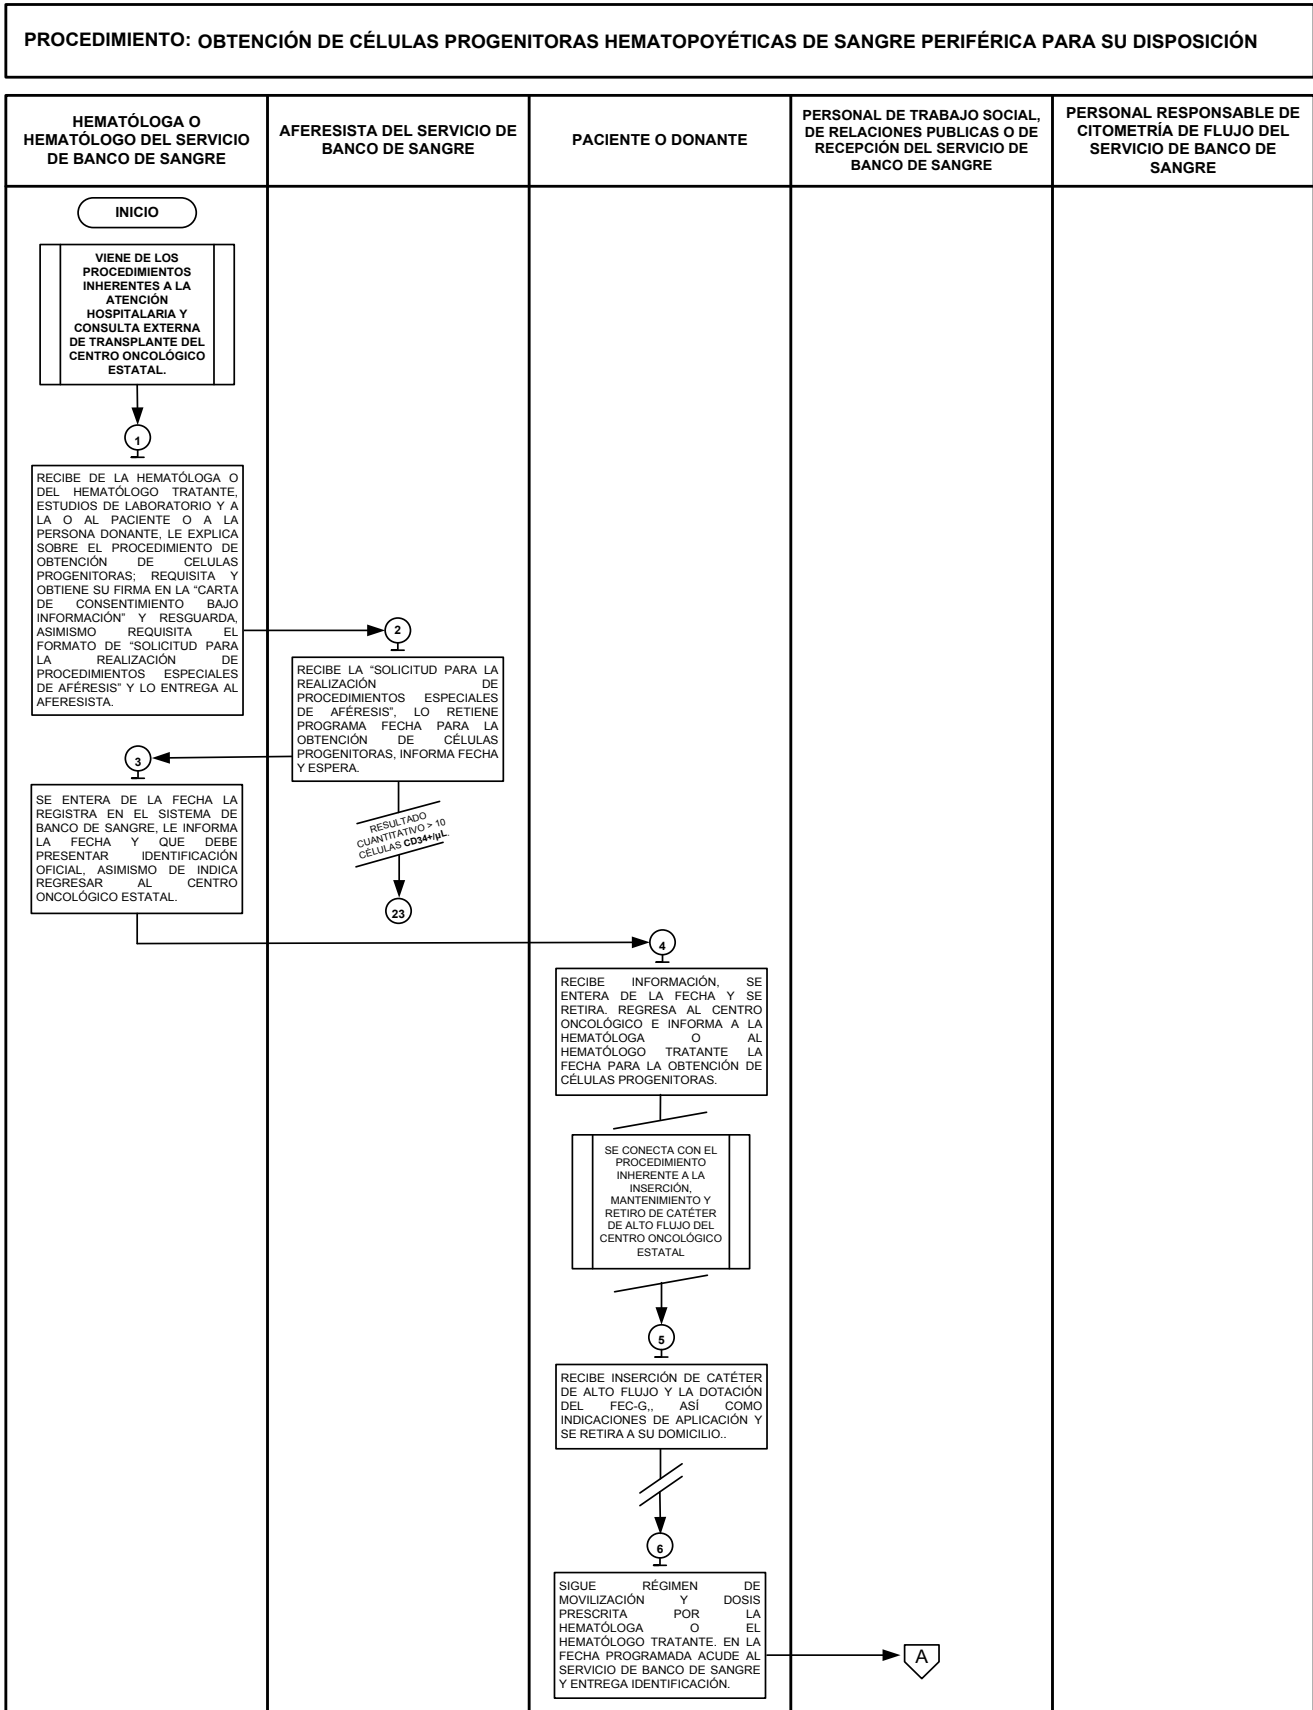 PROCEDIMIENTO: OBTENCIÓN DE CÉLULAS PROGENITORAS HEMATOPOYÉTICAS DE SANGRE PERIFÉRICA PARA SU DISPOSICIÓN
HEMATÓLOGA O
HEMATÓLOGO DEL SERVICIO
DE BANCO DE SANGRE
AFERESISTA DEL SERVICIO DE
BANCO DE SANGRE
PACIENTE O DONANTE
PERSONAL DE TRABAJO SOCIAL,
DE RELACIONES PUBLICAS O DE
RECEPCIÓN DEL SERVICIO DE
BANCO DE SANGRE
PERSONAL RESPONSABLE DE
CITOMETRÍA DE FLUJO DEL
SERVICIO DE BANCO DE
SANGRE
INICIO
VIENE DE LOS
PROCEDIMIENTOS
INHERENTES A LA
ATENCIÓN
HOSPITALARIA Y
CONSULTA EXTERNA
DE TRANSPLANTE DEL
CENTRO ONCOLÓGICO
ESTATAL.
1
RECIBE DE LA HEMATÓLOGA O
DEL HEMATÓLOGO TRATANTE,
ESTUDIOS DE LABORATORIO Y A
LA O AL PACIENTE O A LA
PERSONA DONANTE, LE EXPLICA
SOBRE EL PROCEDIMIENTO DE
OBTENCIÓN DE CELULAS
PROGENITORAS; REQUISITA Y
OBTIENE SU FIRMA EN LA “CARTA
DE CONSENTIMIENTO BAJO
INFORMACIÓN” Y RESGUARDA,
ASIMISMO REQUISITA EL
FORMATO DE “SOLICITUD PARA
LA REALIZACIÓN DE
PROCEDIMIENTOS ESPECIALES
DE AFÉRESIS” Y LO ENTREGA AL
AFERESISTA.
2
RECIBE LA “SOLICITUD PARA LA
REALIZACIÓN DE
PROCEDIMIENTOS ESPECIALES
DE AFÉRESIS”, LO RETIENE
PROGRAMA FECHA PARA LA
OBTENCIÓN DE CÉLULAS
PROGENITORAS, INFORMA FECHA
Y ESPERA.
3
SE ENTERA DE LA FECHA LA
REGISTRA EN EL SISTEMA DE
BANCO DE SANGRE, LE INFORMA
LA FECHA Y QUE DEBE
PRESENTAR IDENTIFICACIÓN
OFICIAL, ASIMISMO DE INDICA
REGRESAR AL CENTRO
ONCOLÓGICO ESTATAL.
RESULTADO
CUANTITATIVO > 10
CÉLULAS CD34+/µL.
23
4
RECIBE INFORMACIÓN, SE
ENTERA DE LA FECHA Y SE
RETIRA. REGRESA AL CENTRO
ONCOLÓGICO E INFORMA A LA
HEMATÓLOGA O AL
HEMATÓLOGO TRATANTE LA
FECHA PARA LA OBTENCIÓN DE
CÉLULAS PROGENITORAS.
SE CONECTA CON EL
PROCEDIMIENTO
INHERENTE A LA
INSERCIÓN,
MANTENIMIENTO Y
RETIRO DE CATÉTER
DE ALTO FLUJO DEL
CENTRO ONCOLÓGICO
ESTATAL
5
RECIBE INSERCIÓN DE CATÉTER
DE ALTO FLUJO Y LA DOTACIÓN
DEL FEC-G,, ASÍ COMO
INDICACIONES DE APLICACIÓN Y
SE RETIRA A SU DOMICILIO..
6
SIGUE RÉGIMEN DE
MOVILIZACIÓN Y DOSIS
PRESCRITA POR LA
HEMATÓLOGA O EL
HEMATÓLOGO TRATANTE. EN LA
FECHA PROGRAMADA ACUDE AL
SERVICIO DE BANCO DE SANGRE
Y ENTREGA IDENTIFICACIÓN.
A